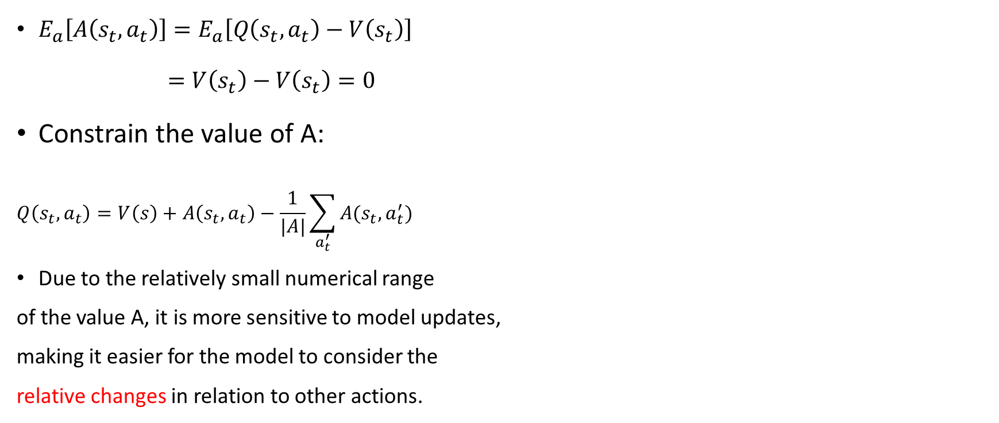 • $E_a[A(s_t, a_t)] = E_a[Q(s_t, a_t) - V(s_t)]$
$= V(s_t) - V(s_t) = 0$
• Constrain the value of A:
$Q(s_t, a_t) = V(s) + A(s_t, a_t) - \frac{1}{|A|} \sum_{a_t'} A(s_t, a_t')$
• Due to the relatively small numerical range
of the value A, it is more sensitive to model updates,
making it easier for the model to consider the
relative changes in relation to other actions.